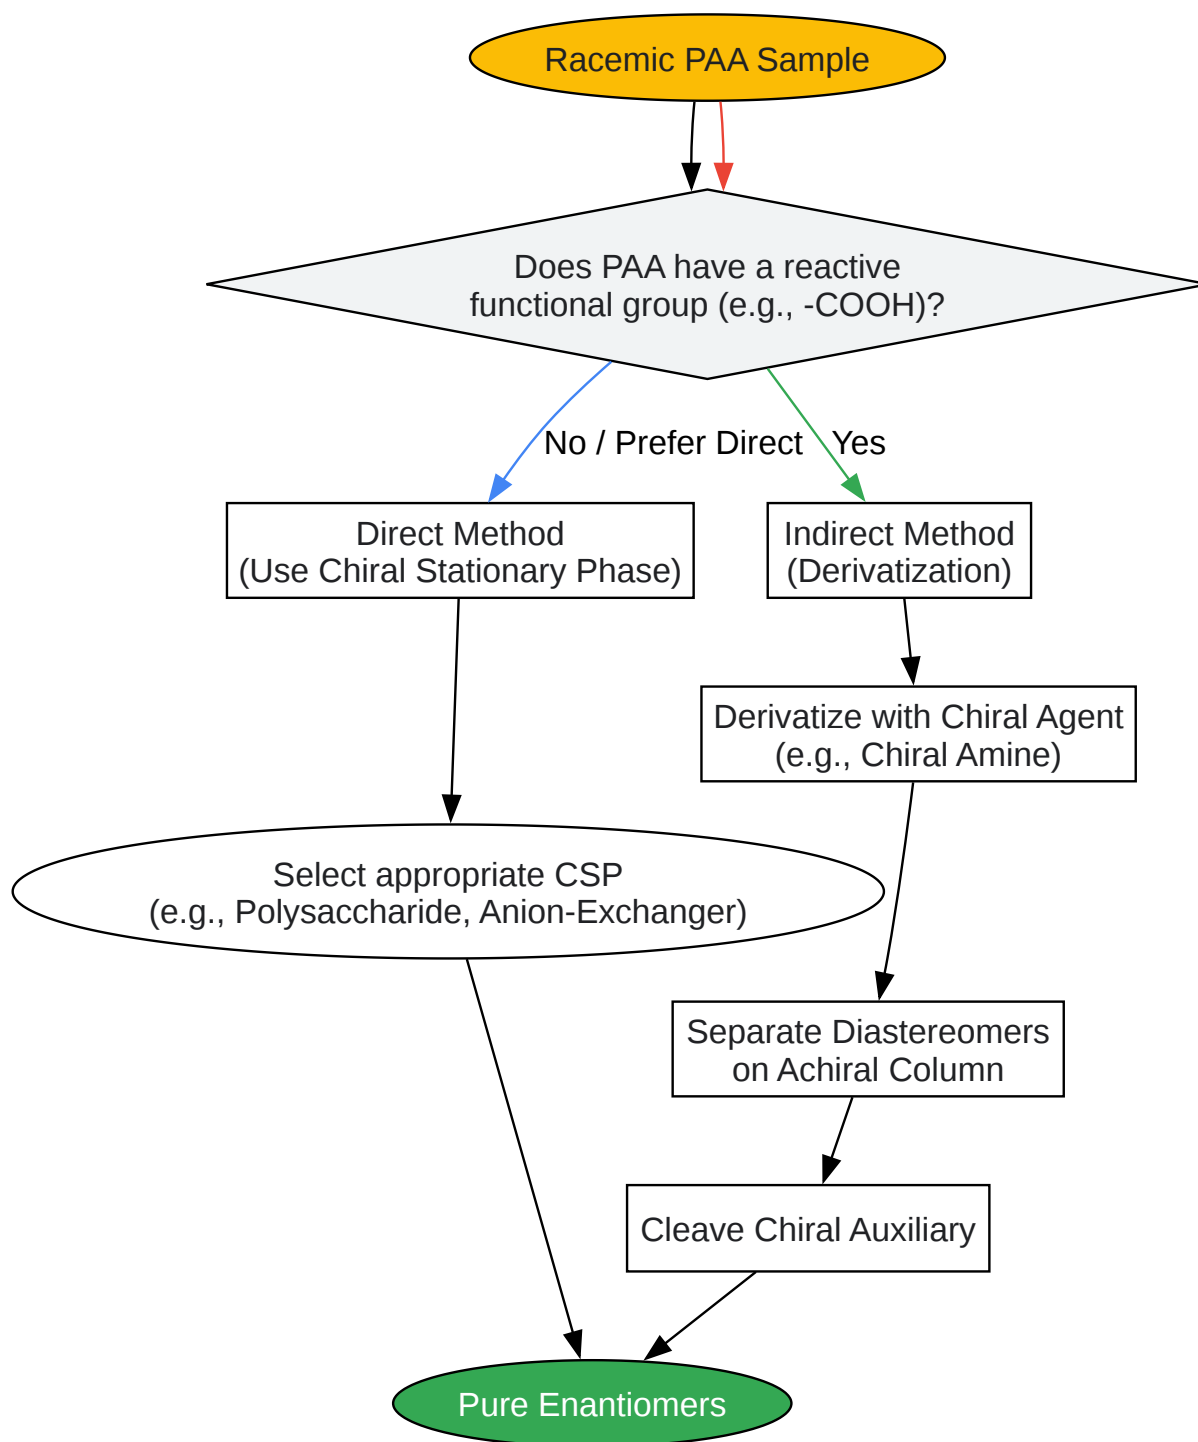 Racemic PAA Sample
Does PAA have a reactive
functional group (e.g., -COOH)?
No / Prefer Direct
Yes
Direct Method
(Use Chiral Stationary Phase)
Indirect Method
(Derivatization)
Derivatize with Chiral Agent
(e.g., Chiral Amine)
Select appropriate CSP
(e.g., Polysaccharide, Anion-Exchanger)
Separate Diastereomers
on Achiral Column
Cleave Chiral Auxiliary
Pure Enantiomers